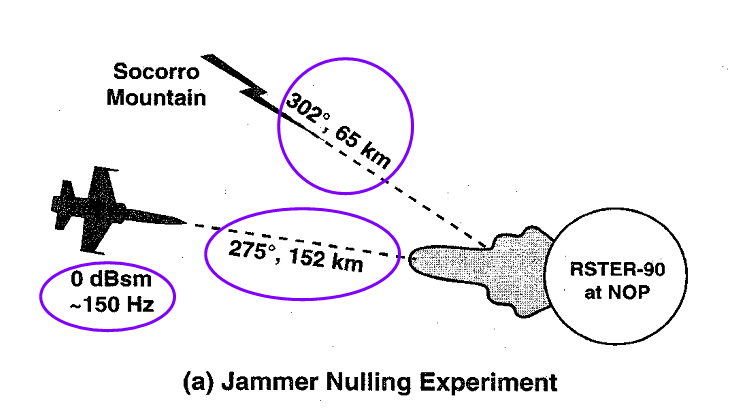 Socorro
Mountain
302°, 65 km
275°, 152 km
0 dBsm
~150 Hz
RSTER-90
at NOP
(a) Jammer Nulling Experiment